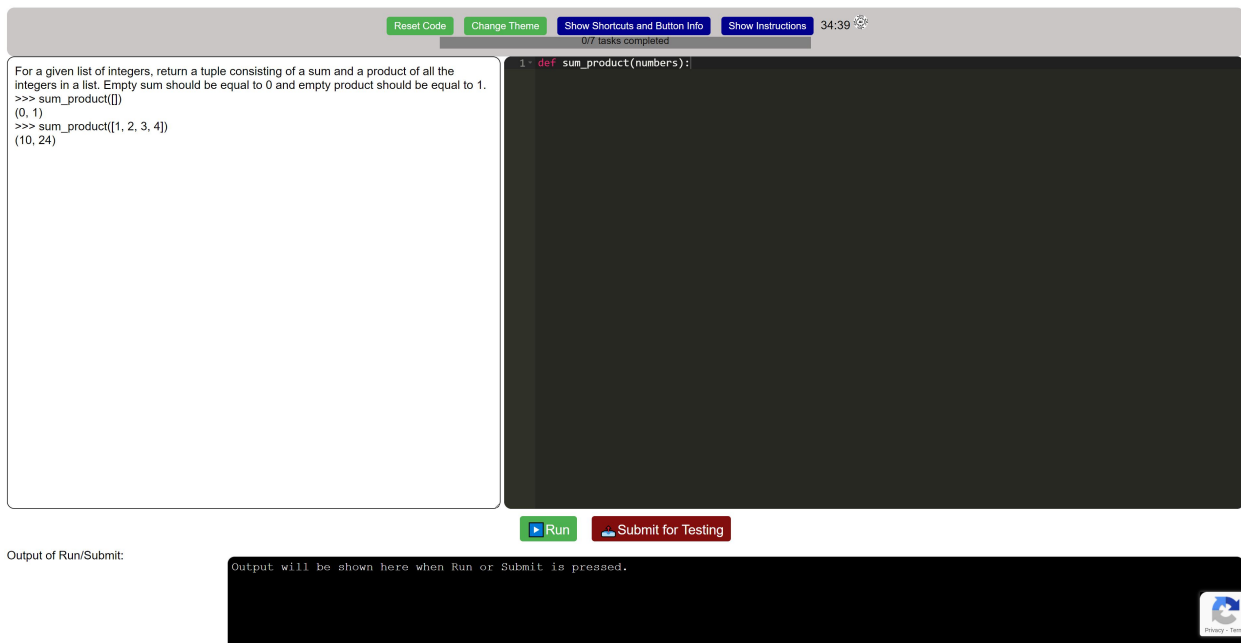 Reset Code Change Theme Show Shortcuts and Button Info Show Instructions 34:39
0/7 tasks completed
For a given list of integers, return a tuple consisting of a sum and a product of all the
integers in a list. Empty sum should be equal to 0 and empty product should be equal to 1.
>>> sum_product([])
(0, 1)
>>> sum_product([1, 2, 3, 4])
(10, 24)
1 def sum_product(numbers):
Run Submit for Testing
Output of Run/Submit:
Output will be shown here when Run or Submit is pressed.
Privacy -